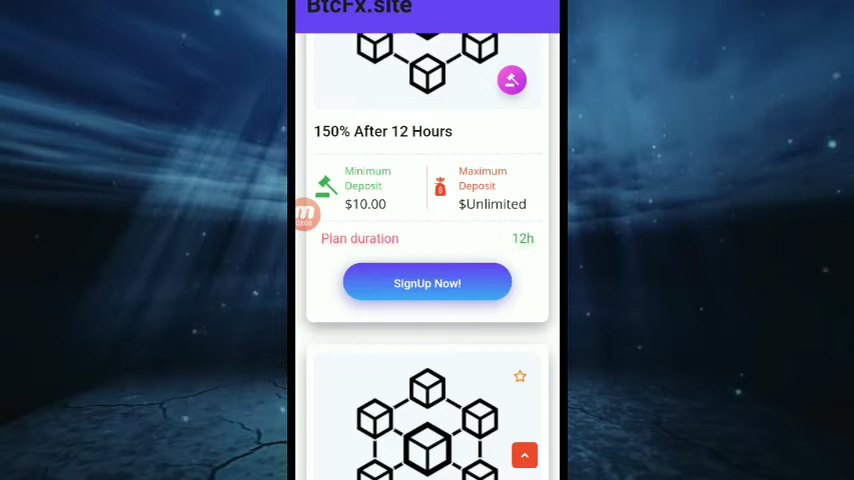 BtcFx.site
150% After 12 Hours
Minimum
Deposit
$10.00
Maximum
Deposit
$Unlimited
Plan duration
12h
SignUp Now!